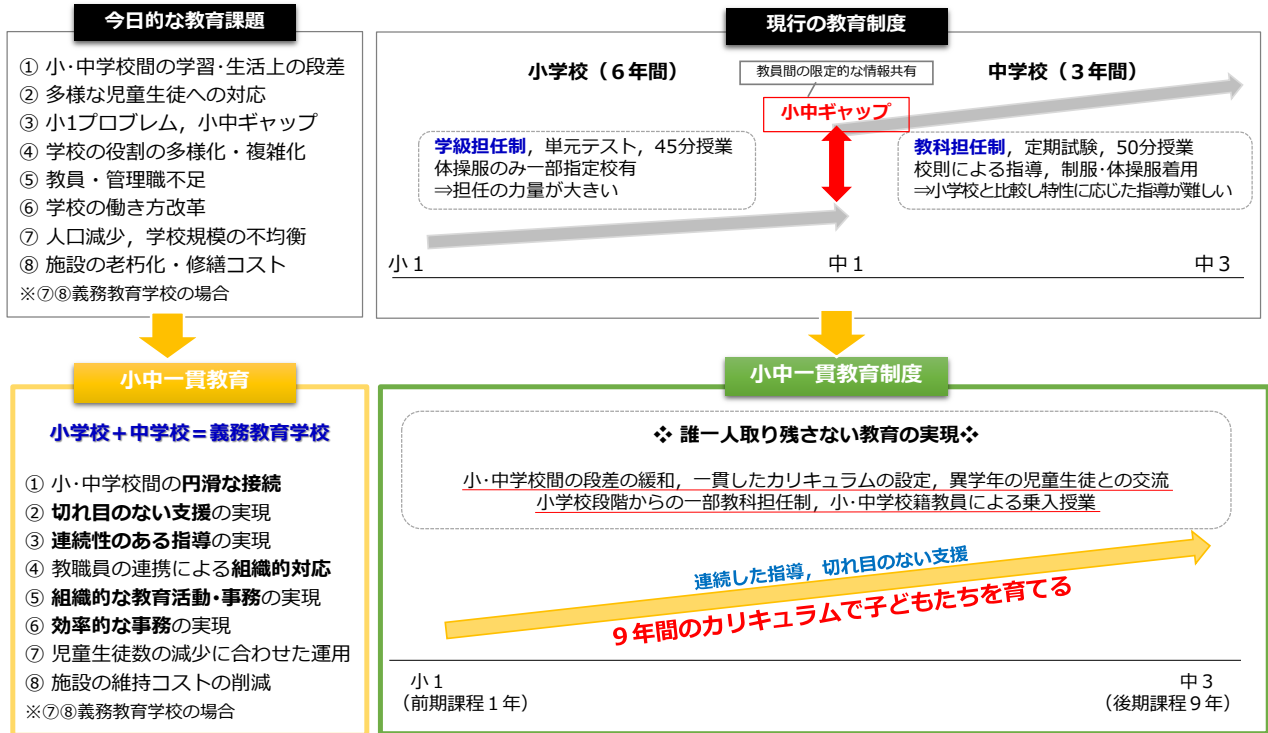 今日的な教育課題
① 小・中学校間の学習・生活上の段差
② 多様な児童生徒への対応
③ 小1プロブレム，小中ギャップ
④ 学校の役割の多様化・複雑化
⑤ 教員・管理職不足
⑥ 学校の働き方改革
⑦ 人口減少，学校規模の不均衡
⑧ 施設の老朽化・修繕コスト
※⑦⑧義務教育学校の場合
現行の教育制度
小学校（６年間）
教員間の限定的な情報共有
中学校（３年間）
小中ギャップ
学級担任制，単元テスト，45分授業
体操服のみ一部指定校有
⇒担任の力量が大きい
教科担任制，定期試験，50分授業
校則による指導，制服・体操服着用
⇒小学校と比較し特性に応じた指導が難しい
小１
中１
中３
小中一貫教育
小学校＋中学校＝義務教育学校
① 小・中学校間の円滑な接続
② 切れ目のない支援の実現
③ 連続性のある指導の実現
④ 教職員の連携による組織的対応
⑤ 組織的な教育活動・事務の実現
⑥ 効率的な事務の実現
⑦ 児童生徒数の減少に合わせた運用
⑧ 施設の維持コストの削減
※⑦⑧義務教育学校の場合
小中一貫教育制度
❖ 誰一人取り残さない教育の実現❖
小・中学校間の段差の緩和，一貫したカリキュラムの設定，異学年の児童生徒との交流
小学校段階からの一部教科担任制，小・中学校籍教員による乗入授業
連続した指導，切れ目のない支援
９年間のカリキュラムで子どもたちを育てる
小１
（前期課程１年）
中３
（後期課程９年）